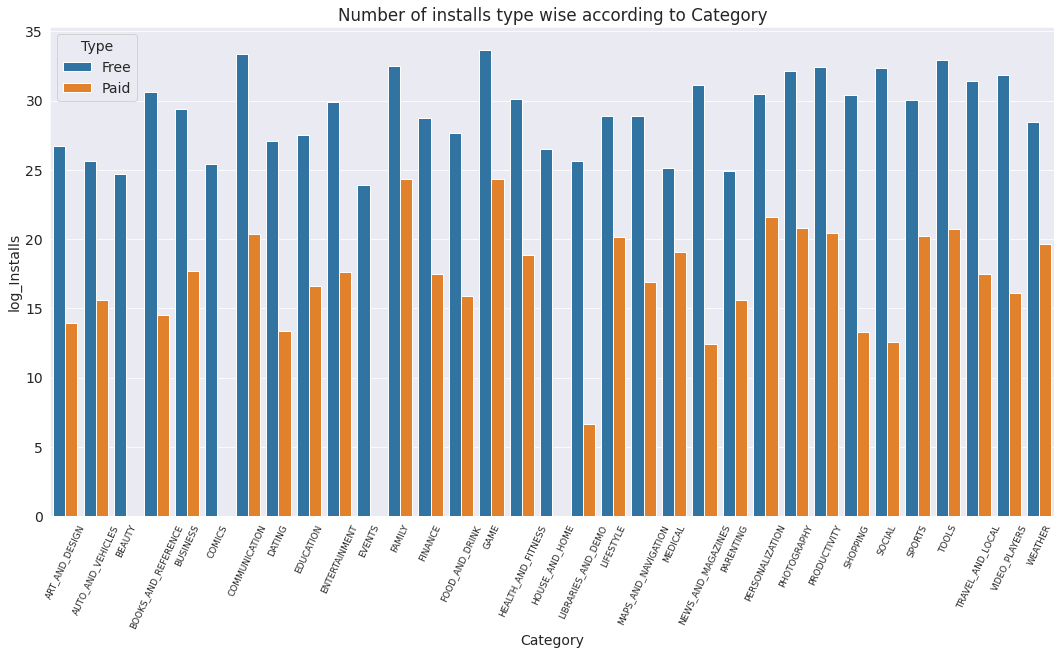 Number of installs type wise according to Category
35
30
25
20
15
10
5
0
log_Installs
Type
Free
Paid
ART_AND_DESIGN
AUTO_AND_VEHICLES
BEAUTY
BOOKS_AND_REFERENCE
BUSINESS
COMICS
COMMUNICATION
DATING
EDUCATION
ENTERTAINMENT
EVENTS
FAMILY
FINANCE
FOOD_AND_DRINK
GAME
HEALTH_AND_FITNESS
HOUSE_AND_HOME
LIBRARIES_AND_DEMO
LIFESTYLE
MAPS_AND_NAVIGATION
MEDICAL
NEWS_AND_MAGAZINES
PARENTING
PERSONALIZATION
PHOTOGRAPHY
PRODUCTIVITY
SHOPPING
SOCIAL
SPORTS
TOOLS
TRAVEL_AND_LOCAL
VIDEO_PLAYERS
WEATHER
Category